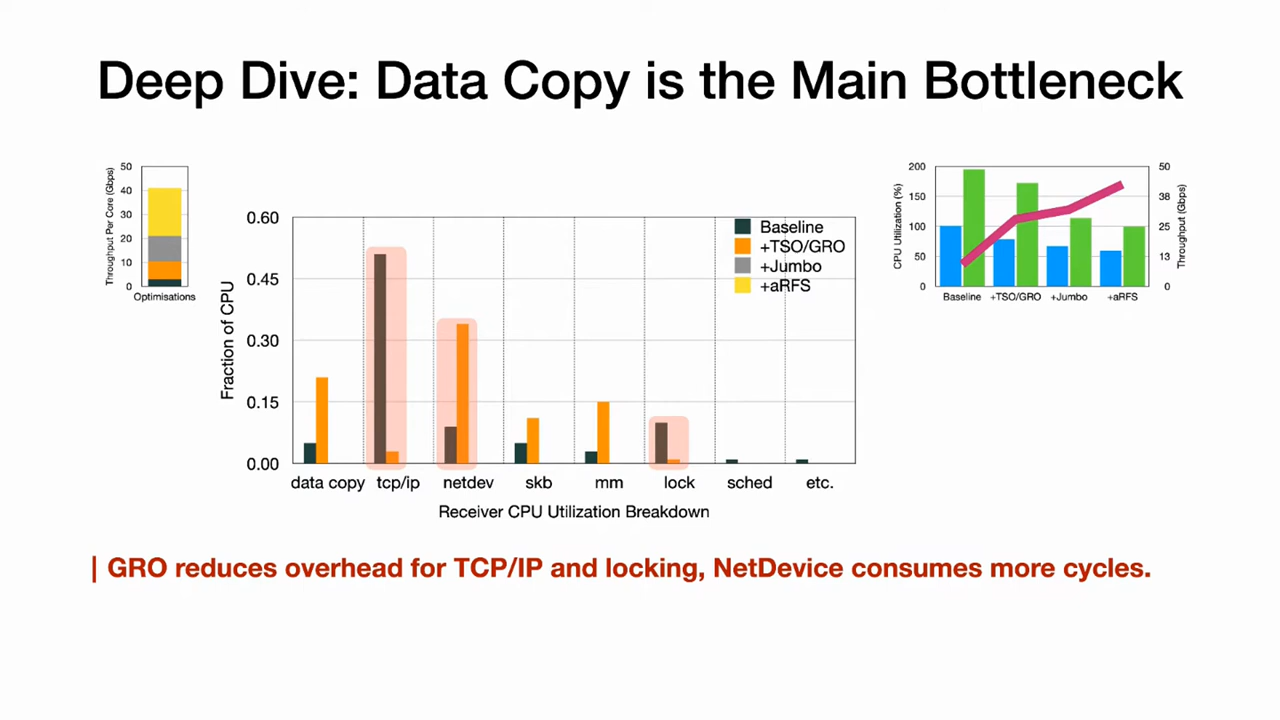 Deep Dive: Data Copy is the Main Bottleneck
Throughput Per Core (Gbps)
50
40
30
20
10
0
Optimisations
Fraction of CPU
0.60
0.45
0.30
0.15
0.00
Baseline
+TSO/GRO
+Jumbo
+aRFS
data copy tcp/ip netdev skb mm lock sched etc.
Receiver CPU Utilization Breakdown
CPU Utilization (%)
200
150
100
50
0
Baseline +TSO/GRO +Jumbo +aRFS
50
38
25
13
0
Throughput (Gbps)
| GRO reduces overhead for TCP/IP and locking, NetDevice consumes more cycles.